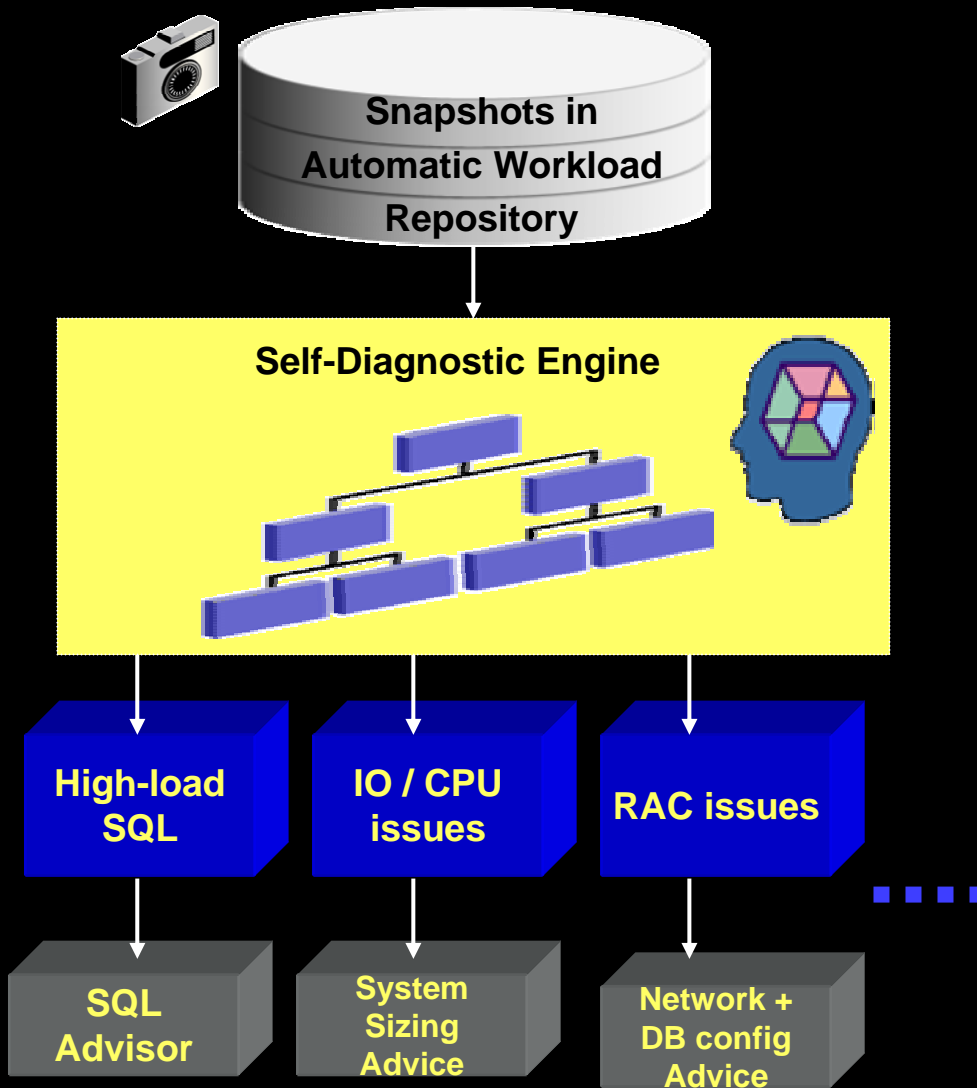 Snapshots in
Automatic Workload
Repository
Self-Diagnostic Engine
High-load
SQL
IO / CPU
issues
RAC issues
SQL
Advisor
System
Sizing
Advice
Network +
DB config
Advice